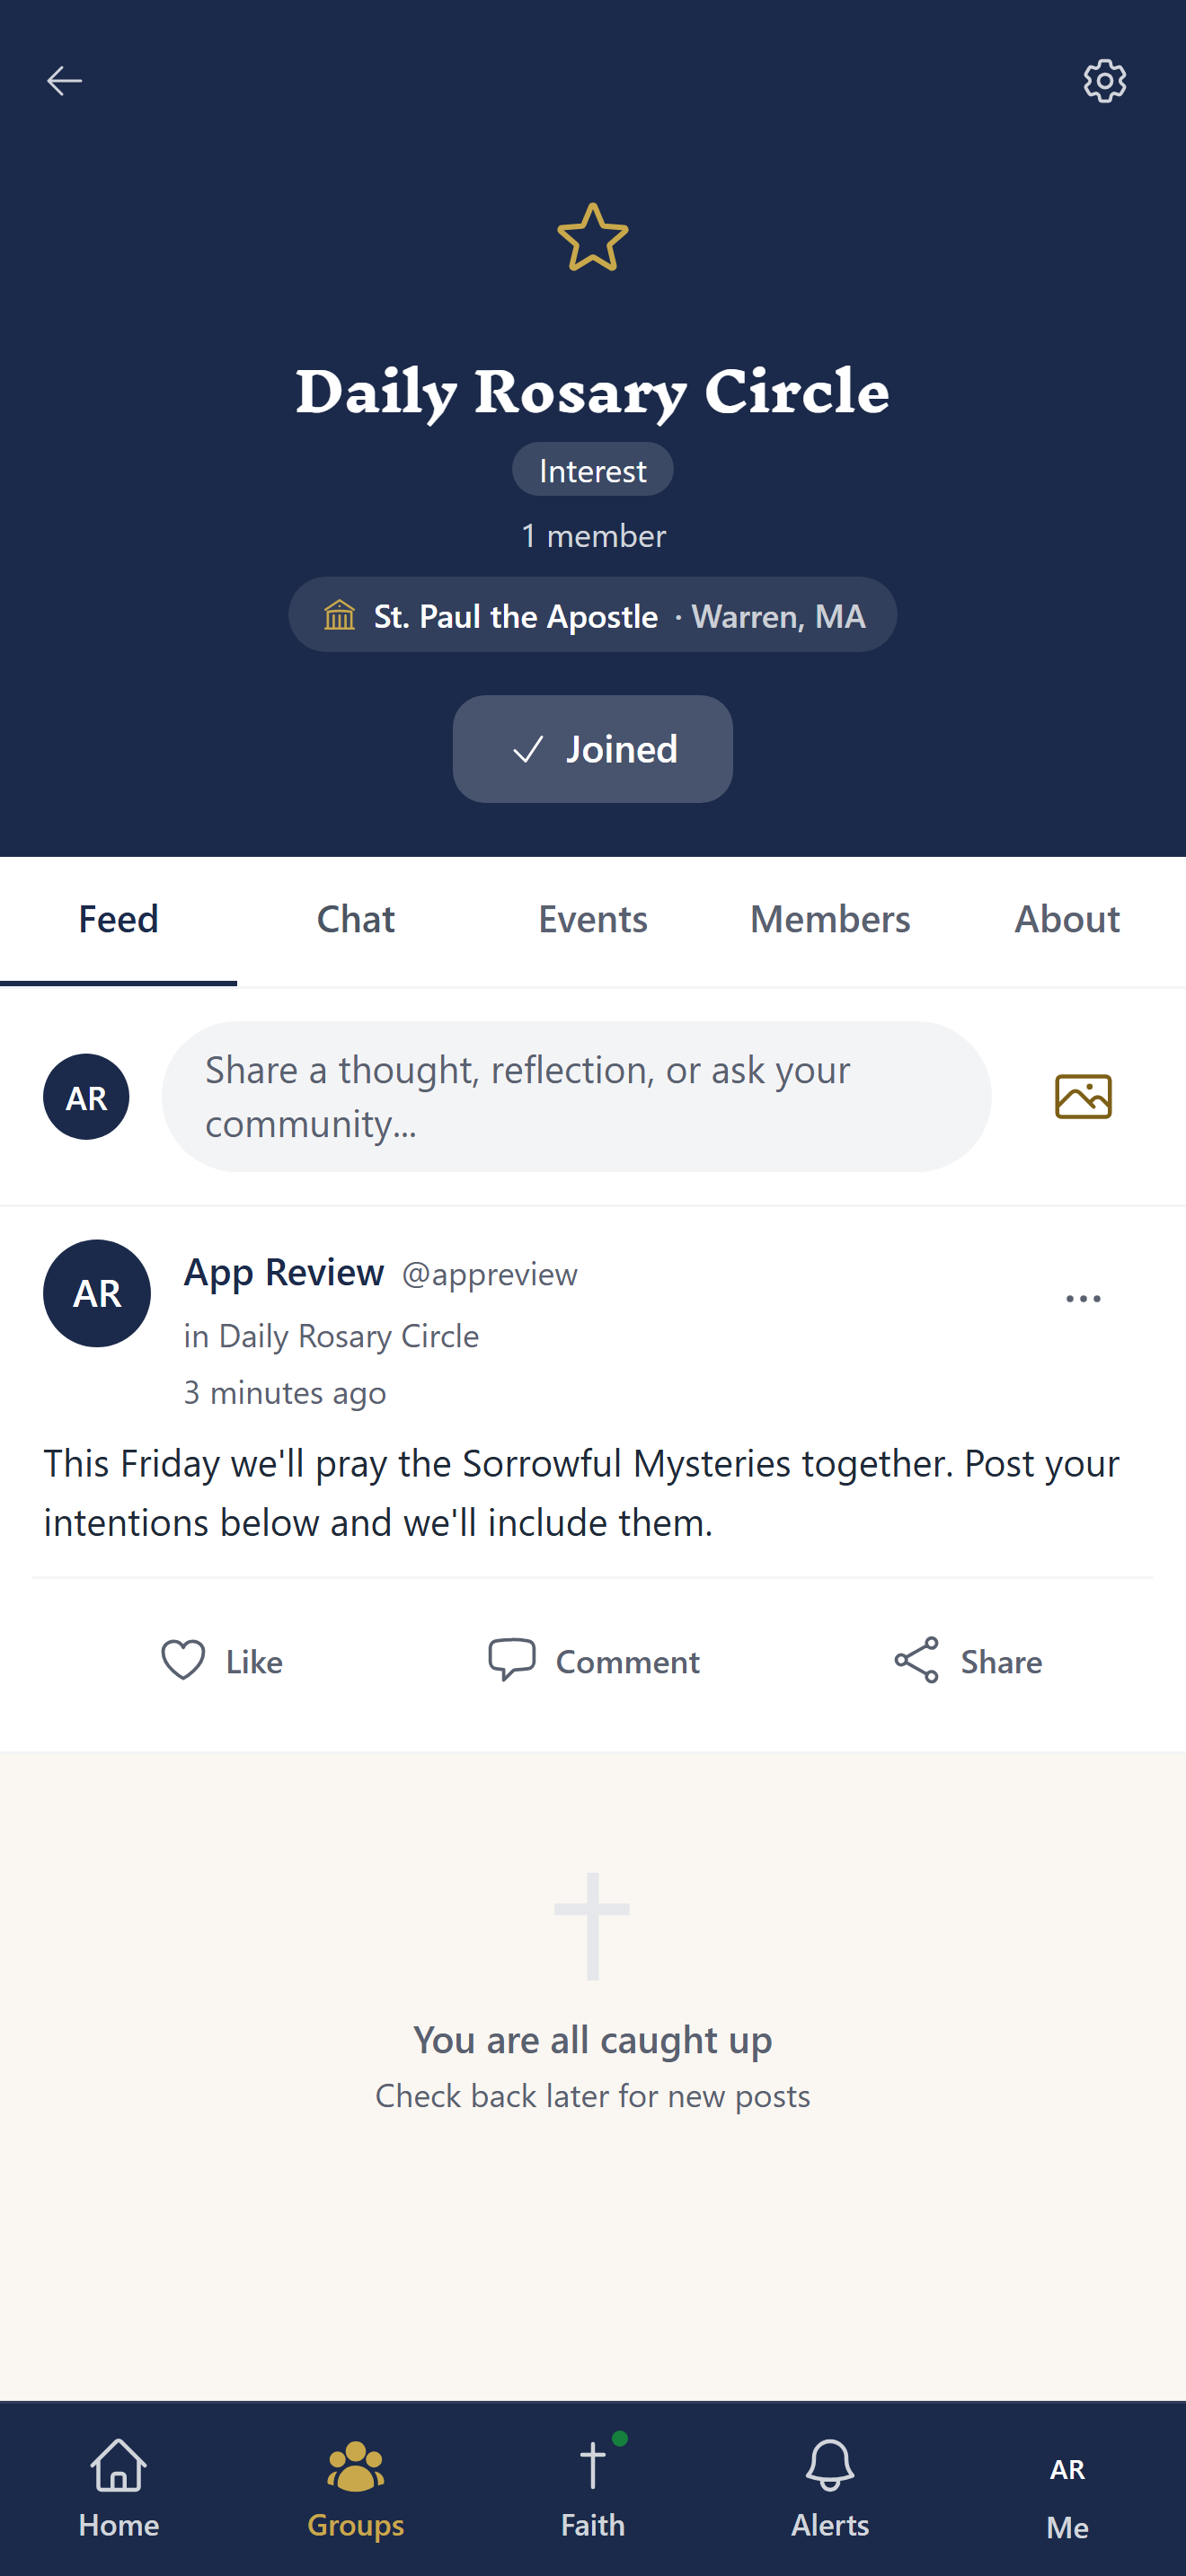 Daily Rosary Circle
Interest
1 member
St. Paul the Apostle · Warren, MA
Joined
Feed Chat Events Members About
AR
Share a thought, reflection, or ask your
community...
AR
App Review @appreview
in Daily Rosary Circle
3 minutes ago
This Friday we'll pray the Sorrowful Mysteries together. Post your
intentions below and we'll include them.
Like Comment Share
You are all caught up
Check back later for new posts
AR
Home Groups Faith Alerts Me